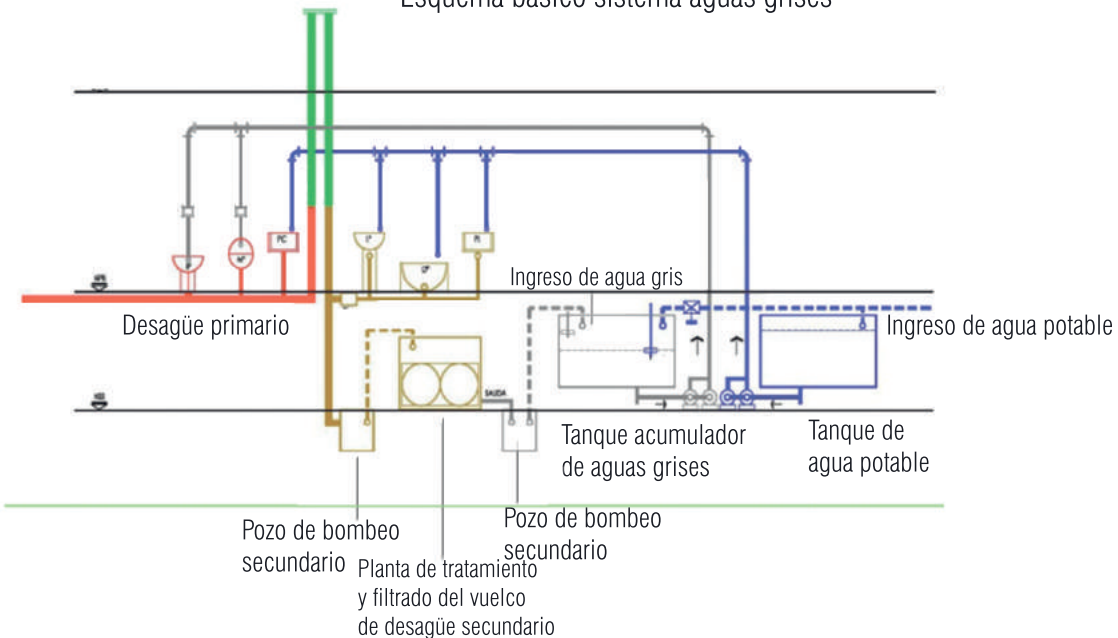 Esquema básico sistema aguas grises
PC
Ingreso de agua gris
Desagüe primario
Ingreso de agua potable
SALIDA
Tanque acumulador
de aguas grises
Tanque de
agua potable
Pozo de bombeo
secundario
Pozo de bombeo
secundario
Planta de tratamiento
y filtrado del vuelco
de desagüe secundario